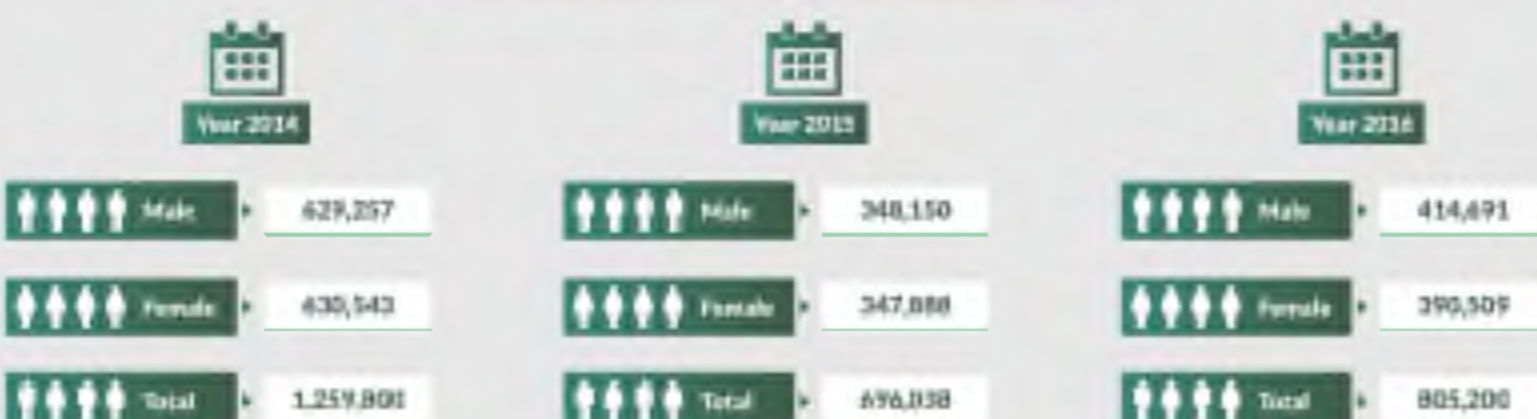 Year 2014
Male 629,257
Female 630,543
Total 1,259,800
Year 2015
Male 348,150
Female 347,888
Total 696,038
Year 2016
Male 414,691
Female 390,509
Total 805,200